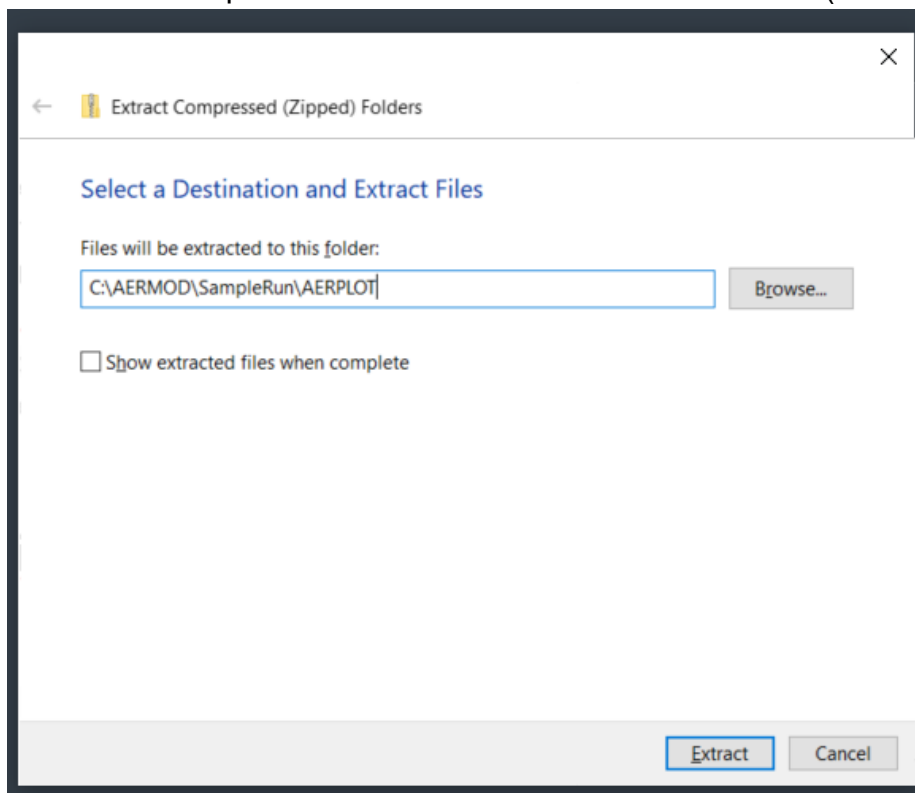 Extract Compressed (Zipped) Folders
Select a Destination and Extract Files
Files will be extracted to this folder:
C:\AERMOD\SampleRun\AERPLOT
Browse...
Show extracted files when complete
Extract
Cancel